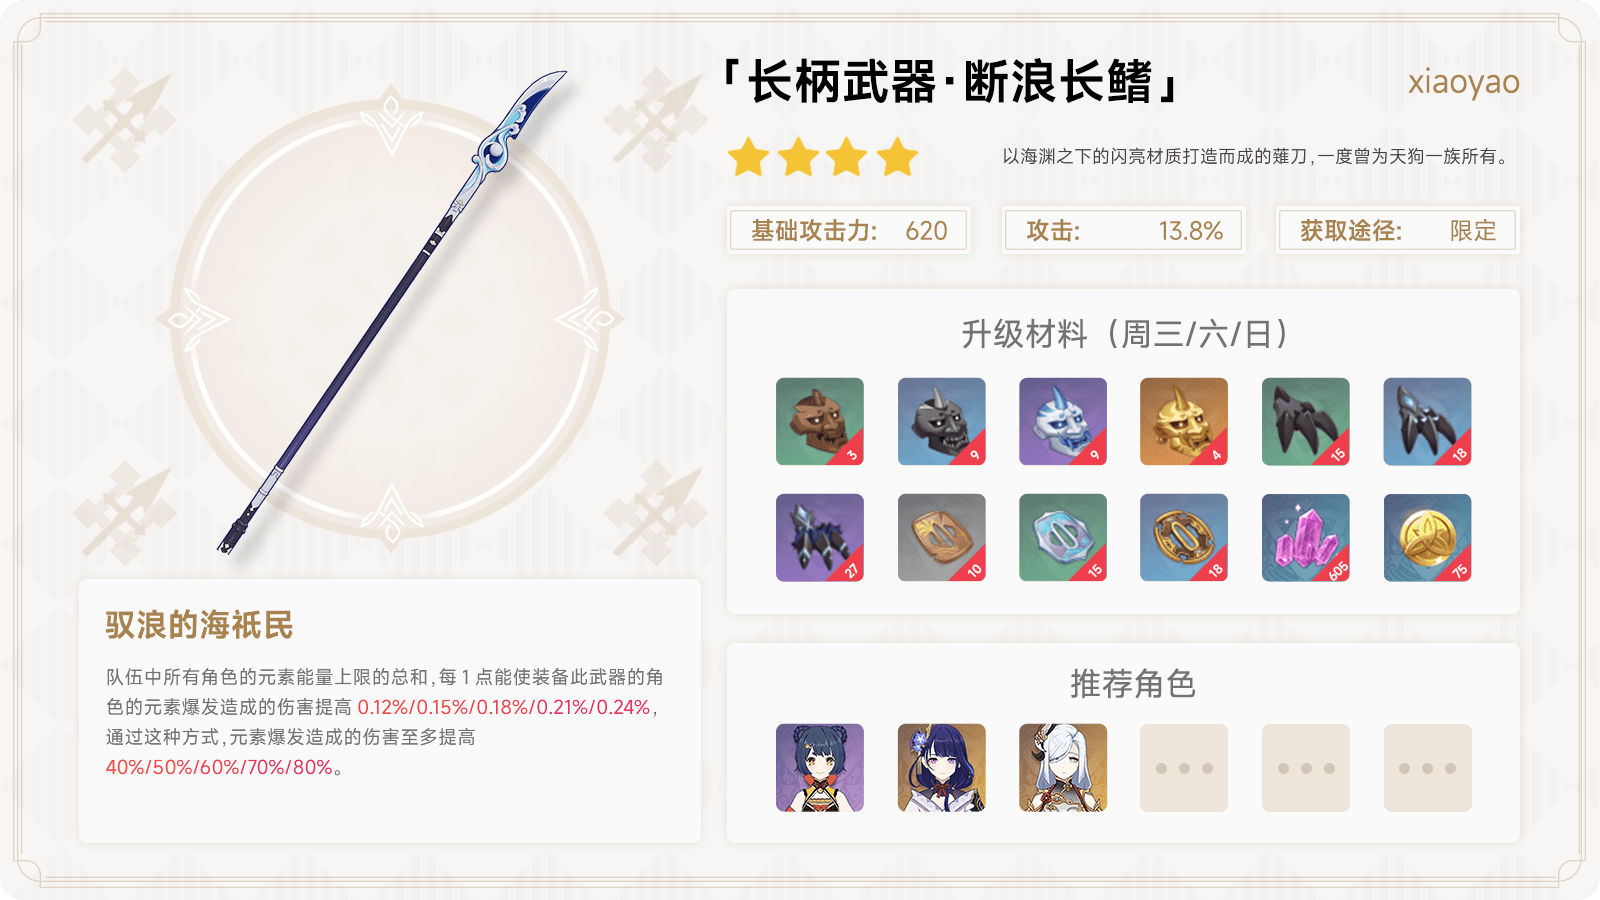 「长柄武器·断浪长鳍」
xiaoyao
以海渊之下的闪亮材质打造而成的薙刀,一度曾为天狗一族所有。
基础攻击力: 620
攻击: 13.8%
获取途径: 限定
升级材料（周三/六/日）
3
9
9
4
15
18
27
10
15
18
605
75
驭浪的海祇民
队伍中所有角色的元素能量上限的总和,每1点能使装备此武器的角
色的元素爆发造成的伤害提高 0.12%/0.15%/0.18%/0.21%/0.24%,
通过这种方式,元素爆发造成的伤害至多提高
40%/50%/60%/70%/80%。
推荐角色